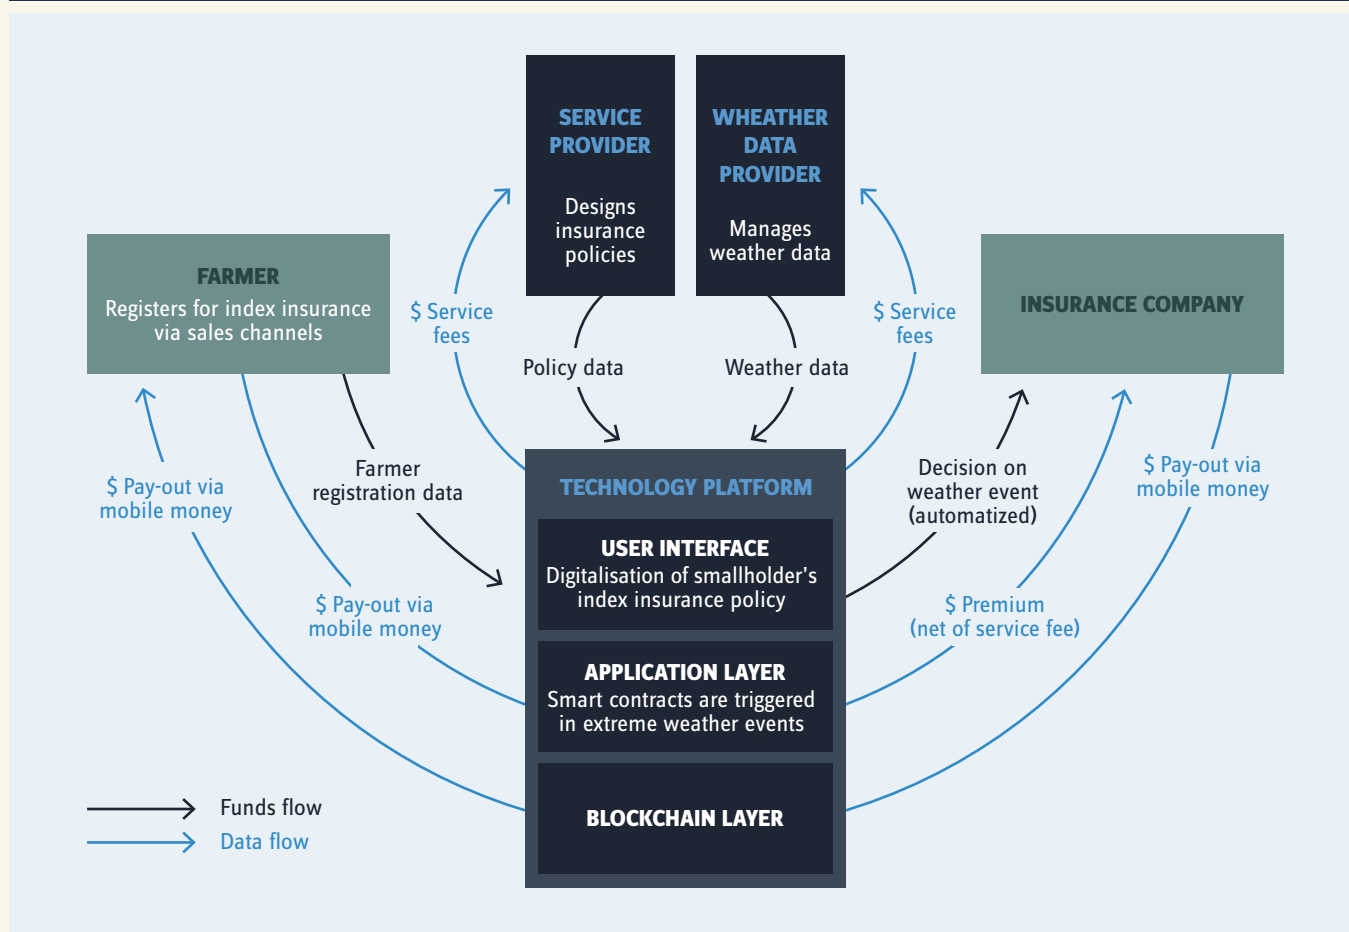 SERVICE
PROVIDER
Designs
insurance
policies
WHEATHER
DATA
PROVIDER
Manages
weather data
FARMER
Registers for index insurance
via sales channels
INSURANCE COMPANY
$ Service
fees
$ Service
fees
Policy data
Weather data
$ Pay-out via
mobile money
Farmer
registration data
$ Pay-out via
mobile money
TECHNOLOGY PLATFORM
USER INTERFACE
Digitalisation of smallholder's
index insurance policy
APPLICATION LAYER
Smart contracts are triggered
in extreme weather events
BLOCKCHAIN LAYER
Decision on
weather event
(automatized)
$ Pay-out via
mobile money
$ Premium
(net of service fee)
Funds flow
Data flow